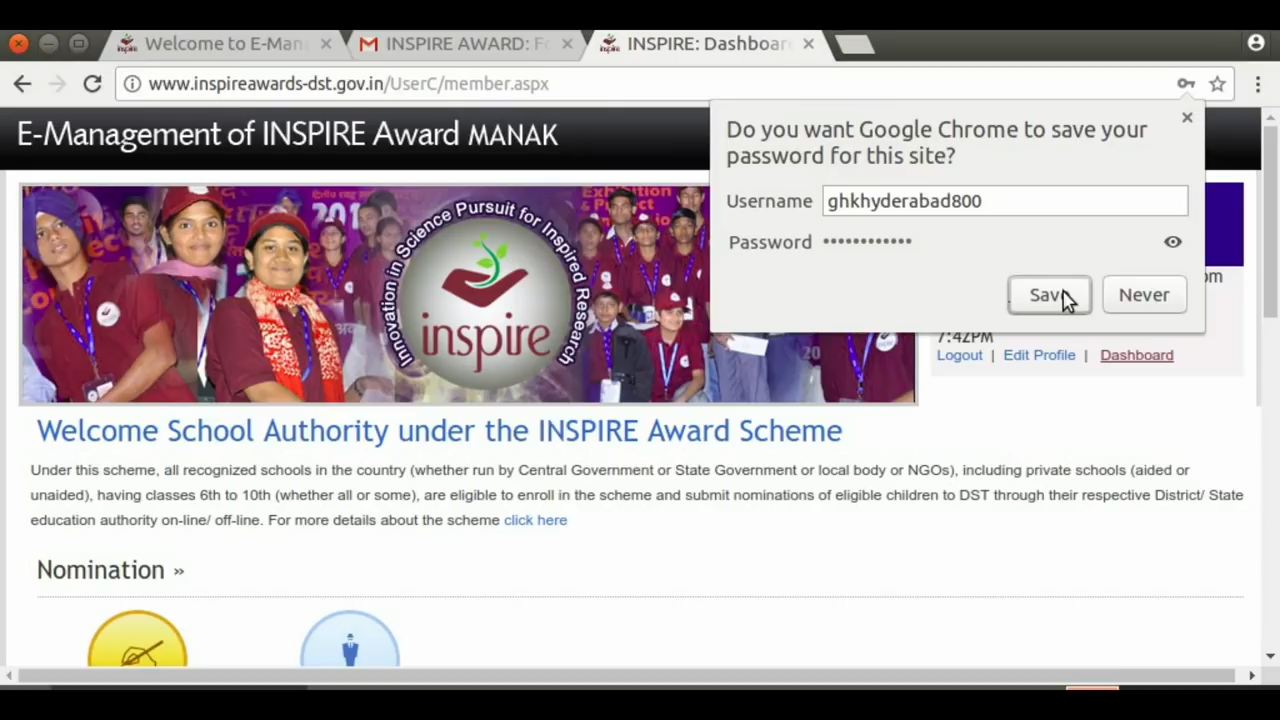 Welcome to E-Man
INSPIRE AWARD: Fo
INSPIRE: Dashboar
www.inspireawards-dst.gov.in/UserC/member.aspx
E-Management of INSPIRE Award MANAK
Do you want Google Chrome to save your
password for this site?
Username ghkhyderabad800
Password ••••••••••••
Save Never
Exhibition
& Project
201
Innovation in Science Pursuit for Inspired Research
inspire
om
7:42PM
Logout | Edit Profile | Dashboard
Welcome School Authority under the INSPIRE Award Scheme
Under this scheme, all recognized schools in the country (whether run by Central Government or State Government or local body or NGOs), including private schools (aided or
unaided), having classes 6th to 10th (whether all or some), are eligible to enroll in the scheme and submit nominations of eligible children to DST through their respective District/ State
education authority on-line/ off-line. For more details about the scheme click here
Nomination »